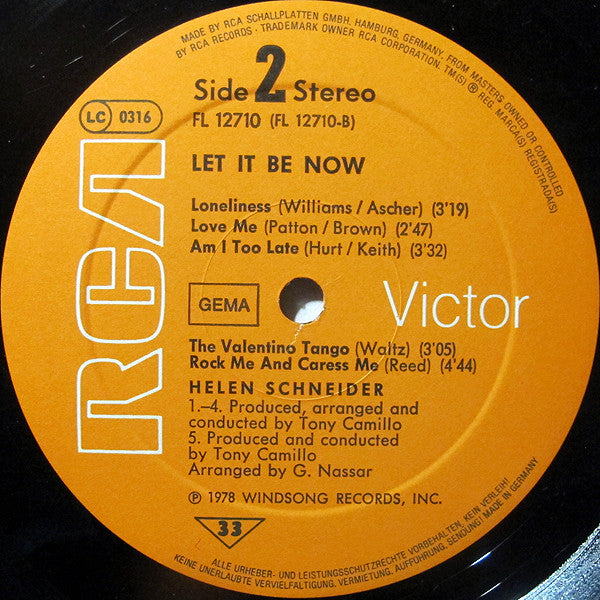 MADE BY RCA SCHALLPLATTEN GMBH. HAMBURG, GERMANY, FROM MASTERS OWNED OR CONTROLLED
BY RCA RECORDS · TRADEMARK OWNER RCA CORPORATION. TM(S) ® REG. MARCA(S) REGISTRADA(S)
Side 2 Stereo
FL 12710 (FL 12710-B)
LC 0316
LET IT BE NOW
RCA
Loneliness (Williams / Ascher) (3'19)
Love Me (Patton / Brown) (2'47)
Am I Too Late (Hurt / Keith) (3'32)
GEMA
Victor
The Valentino Tango (Waltz) (3'05)
Rock Me And Caress Me (Reed) (4'44)
HELEN SCHNEIDER
1.–4. Produced, arranged and
conducted by Tony Camillo
5. Produced and conducted
by Tony Camillo
Arranged by G. Nassar
℗ 1978 WINDSONG RECORDS, INC.
33
ALLE URHEBER- UND LEISTUNGSSCHUTZRECHTE VORBEHALTEN, KEIN VERLEIH!
KEINE UNERLAUBTE VERVIELFÄLTIGUNG, VERMIETUNG, AUFFÜHRUNG, SENDUNG! MADE IN GERMANY